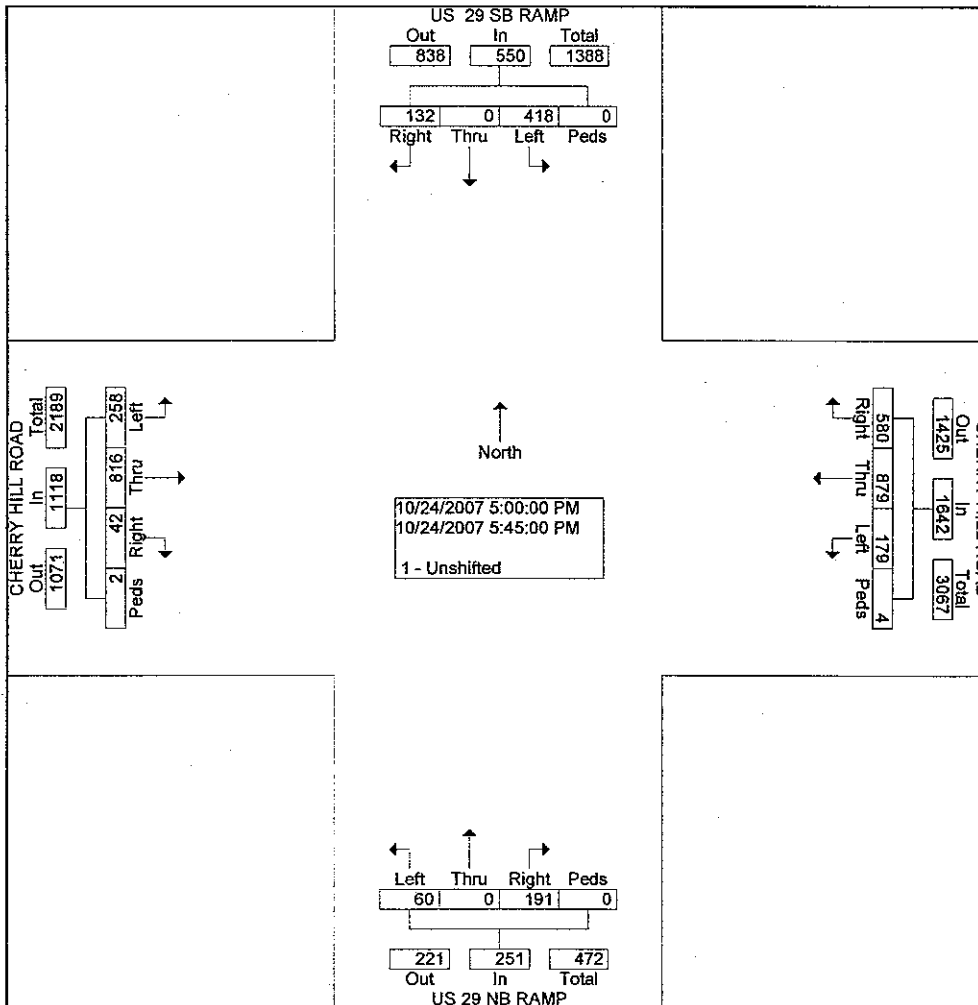 US 29 SB RAMP
Out In Total
838 550 1388
132 0 418 0
Right Thru Left Peds
CHERRY HILL ROAD
Total In Out
2189 1118 1071
258 816 42 2
Left Thru Right Peds
North
10/24/2007 5:00:00 PM
10/24/2007 5:45:00 PM
1 - Unshifted
Right Thru Left Peds
580 879 179 4
Out In Total
1425 1642 3067
Left Thru Right Peds
60 0 191 0
221 251 472
Out In Total
US 29 NB RAMP